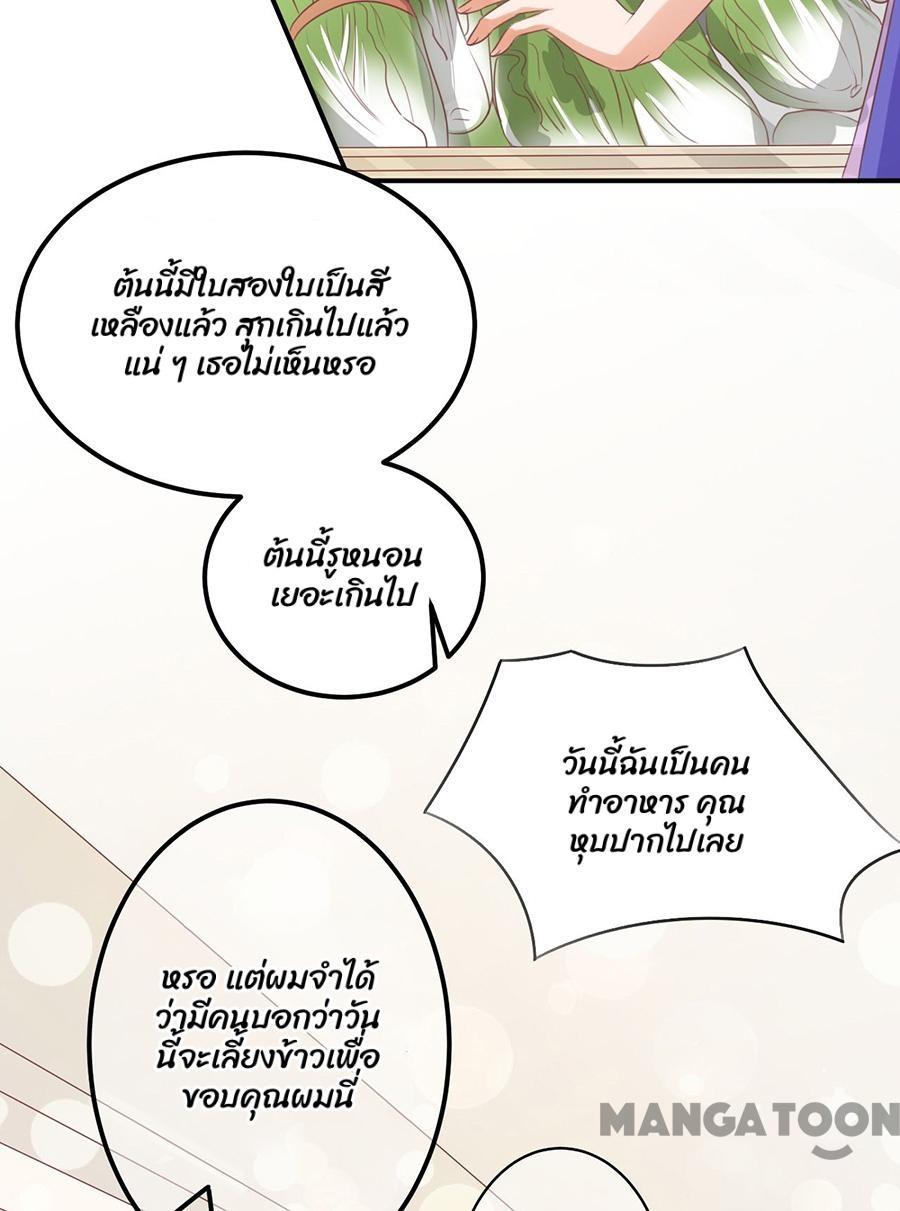 ต้นนี้มีใบสองใบเป็นสี
เหลืองแล้ว สุกเกินไปแล้ว
แน่ ๆ เธอไม่เห็นหรอ
ต้นนี้รูหนอน
เยอะเกินไป
วันนี้ฉันเป็นคน
ทำอาหาร คุณ
หุบปากไปเลย
หรอ แต่ผมจำได้
ว่ามีคนบอกว่าวัน
นี้จะเลี้ยงข้าวเพื่อ
ขอบคุณผมนี่
MANGATOON